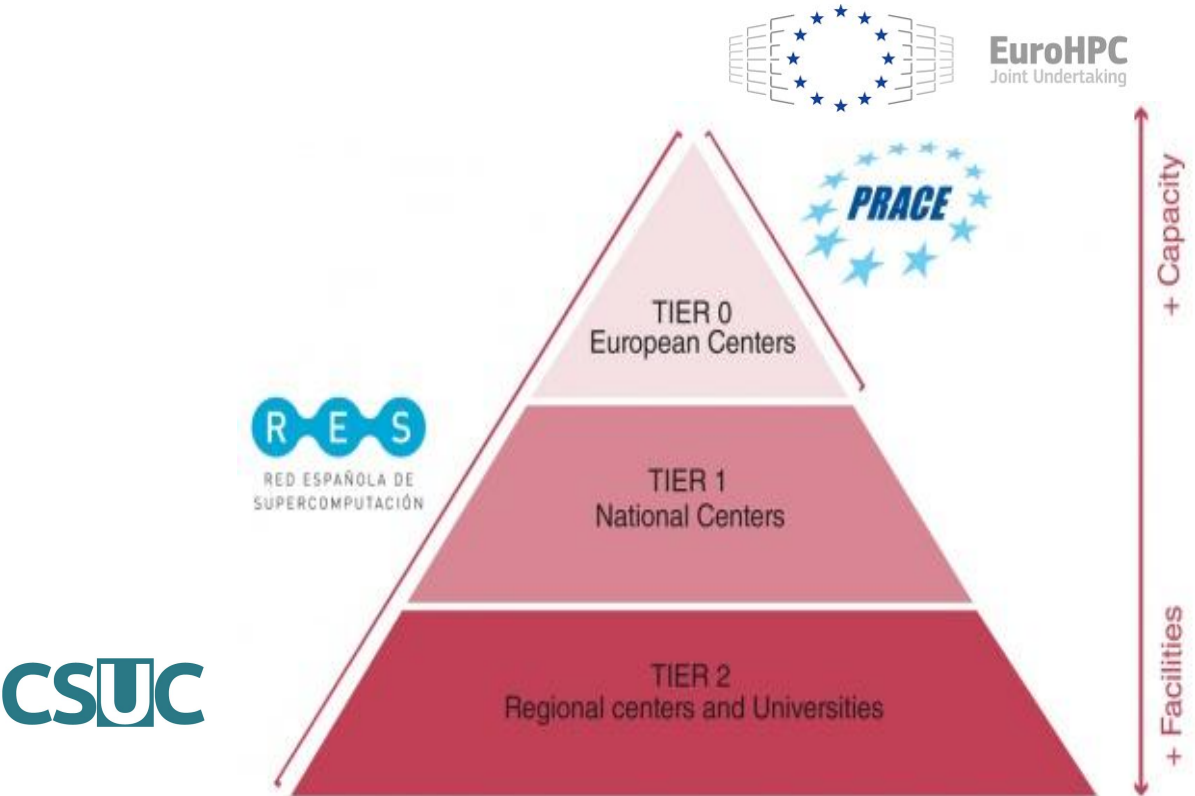 EuroHPC
Joint Undertaking
PRACE
+ Capacity
TIER 0
European Centers
R E S
RED ESPAÑOLA DE
SUPERCOMPUTACIÓN
TIER 1
National Centers
CSUC
TIER 2
Regional centers and Universities
+ Facilities